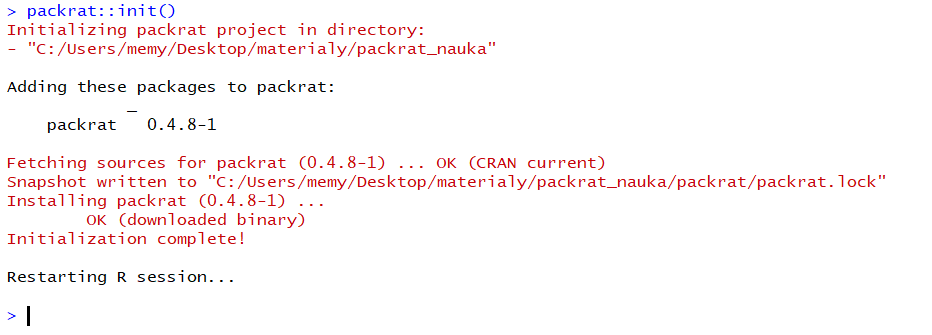 > packrat::init()
Initializing packrat project in directory:
- "C:/Users/memy/Desktop/materialy/packrat_nauka"
Adding these packages to packrat:
_
packrat   0.4.8-1
Fetching sources for packrat (0.4.8-1) ... OK (CRAN current)
Snapshot written to "C:/Users/memy/Desktop/materialy/packrat_nauka/packrat/packrat.lock"
Installing packrat (0.4.8-1) ...
OK (downloaded binary)
Initialization complete!
Restarting R session...
>